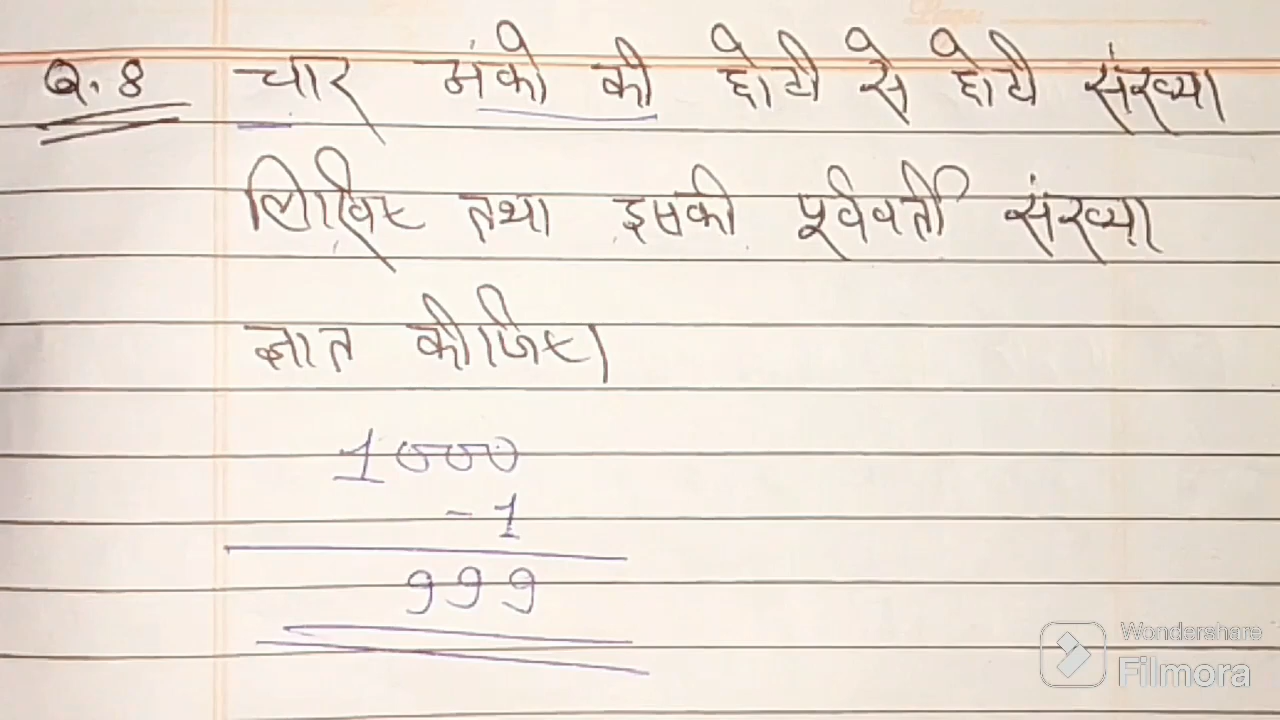 Q. 8 चार अंको की छोटी से छोटी संख्या
लिखिए तथा इसकी पूर्ववर्ती संख्या
ज्ञात कीजिए।
1000
- 1
999
Wondershare
Filmora